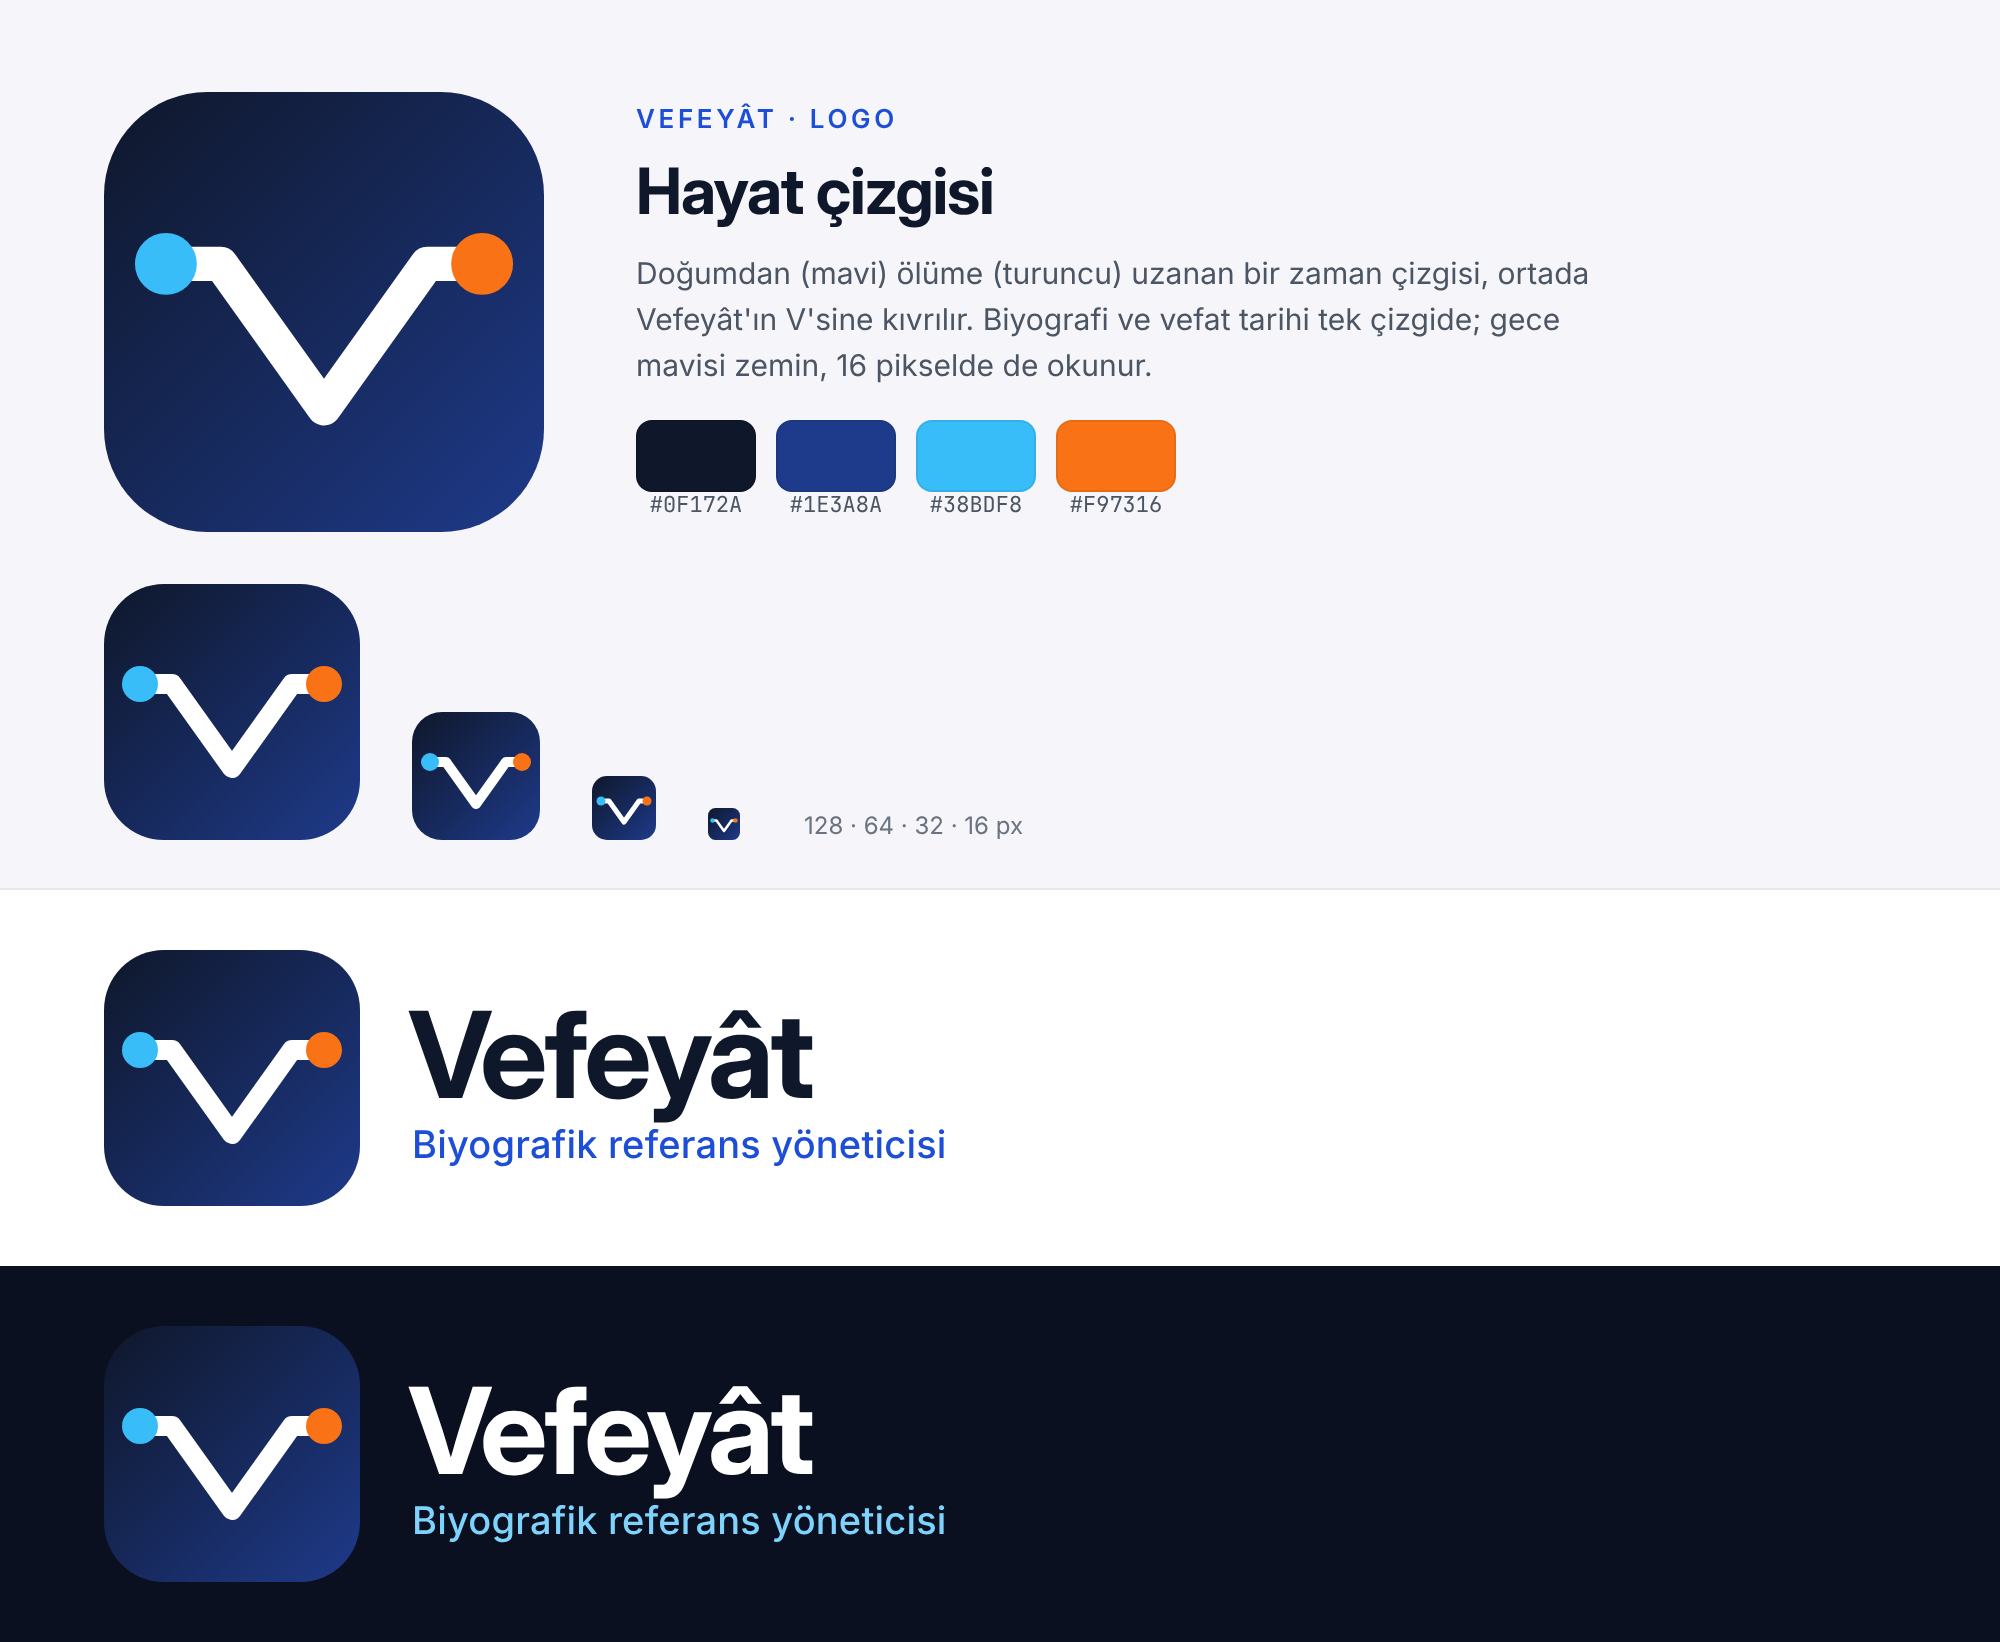 VEFEYÂT · LOGO
Hayat çizgisi
Doğumdan (mavi) ölüme (turuncu) uzanan bir zaman çizgisi, ortada
Vefeyât'ın V'sine kıvrılır. Biyografi ve vefat tarihi tek çizgide; gece
mavisi zemin, 16 pikselde de okunur.
#0F172A #1E3A8A #38BDF8 #F97316
128 · 64 · 32 · 16 px
Vefeyât
Biyografik referans yöneticisi
Vefeyât
Biyografik referans yöneticisi